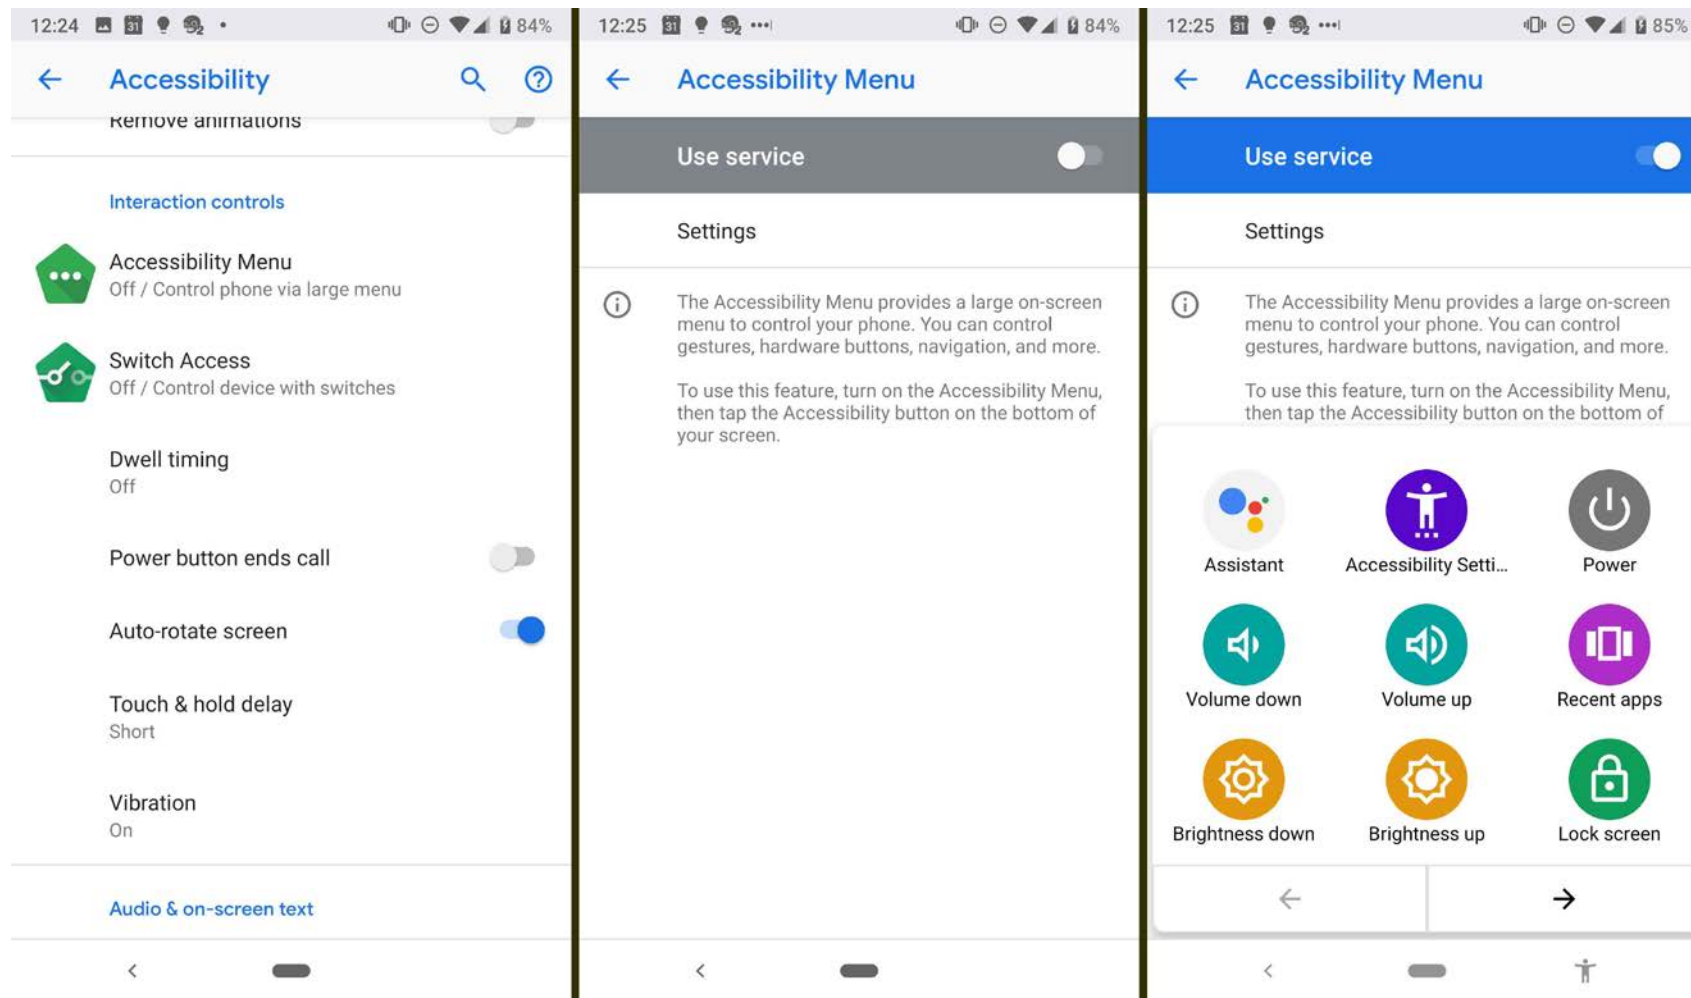 12:24
31
84%
Accessibility
Remove animations
Interaction controls
Accessibility Menu
Off / Control phone via large menu
Switch Access
Off / Control device with switches
Dwell timing
Off
Power button ends call
Auto-rotate screen
Touch & hold delay
Short
Vibration
On
Audio & on-screen text
12:25
31
84%
Accessibility Menu
Use service
Settings
The Accessibility Menu provides a large on-screen
menu to control your phone. You can control
gestures, hardware buttons, navigation, and more.
To use this feature, turn on the Accessibility Menu,
then tap the Accessibility button on the bottom of
your screen.
12:25
31
85%
Accessibility Menu
Use service
Settings
The Accessibility Menu provides a large on-screen
menu to control your phone. You can control
gestures, hardware buttons, navigation, and more.
To use this feature, turn on the Accessibility Menu,
then tap the Accessibility button on the bottom of
Assistant
Accessibility Setti...
Power
Volume down
Volume up
Recent apps
Brightness down
Brightness up
Lock screen